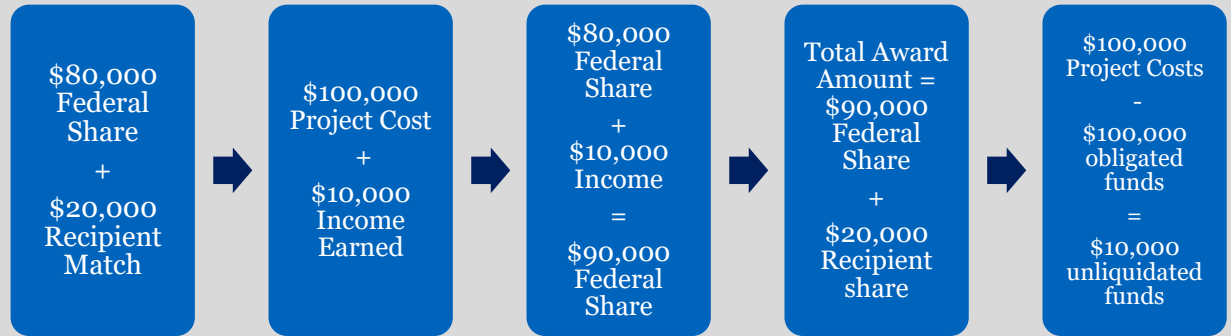 $80,000
Federal
Share
+
$20,000
Recipient
Match
$100,000
Project Cost
+
$10,000
Income
Earned
$80,000
Federal
Share
+
$10,000
Income
=
$90,000
Federal
Share
Total Award
Amount =
$90,000
Federal
Share
+
$20,000
Recipient
share
$100,000
Project Costs
-
$100,000
obligated
funds
=
$10,000
unliquidated
funds